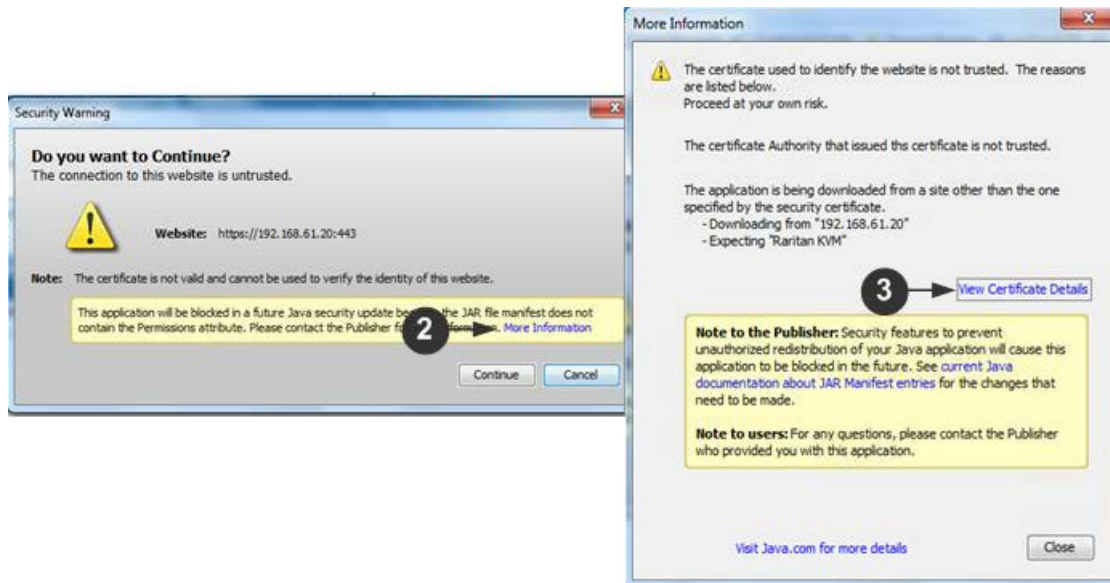 Security Warning
Do you want to Continue?
The connection to this website is untrusted.
Website: https://192.168.61.20:443
Note: The certificate is not valid and cannot be used to verify the identity of this website.
This application will be blocked in a future Java security update the JAR file manifest does not
contain the Permissions attribute. Please contact the Publisher More Information
2
Continue
Cancel
More Information
The certificate used to identify the website is not trusted. The reasons
are listed below.
Proceed at your own risk.
The certificate Authority that issued ths certificate is not trusted.
The application is being downloaded from a site other than the one
specified by the security certificate.
- Downloading from "192.168.61.20"
- Expecting "Raritan KVM"
3
View Certificate Details
Note to the Publisher: Security features to prevent
unauthorized redistribution of your Java application will cause this
application to be blocked in the future. See current Java
documentation about JAR Manifest entries for the changes that
need to be made.
Note to users: For any questions, please contact the Publisher
who provided you with this application.
Visit Java.com for more details
Close